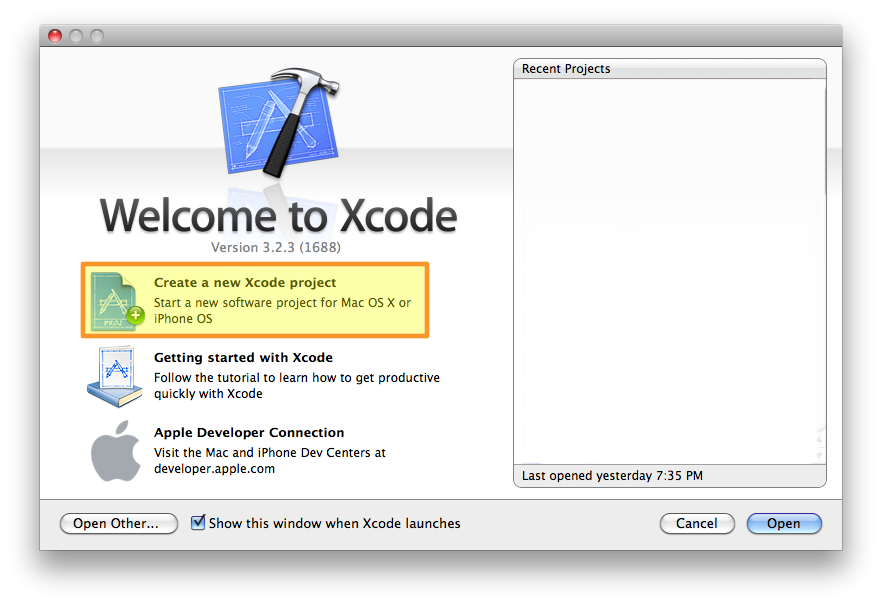 Recent Projects
Welcome to Xcode
Version 3.2.3 (1688)
Create a new Xcode project
Start a new software project for Mac OS X or
iPhone OS
PROJ
Getting started with Xcode
Follow the tutorial to learn how to get productive
quickly with Xcode
Apple Developer Connection
Visit the Mac and iPhone Dev Centers at
developer.apple.com
Last opened yesterday 7:35 PM
Open Other...
Show this window when Xcode launches
Cancel
Open